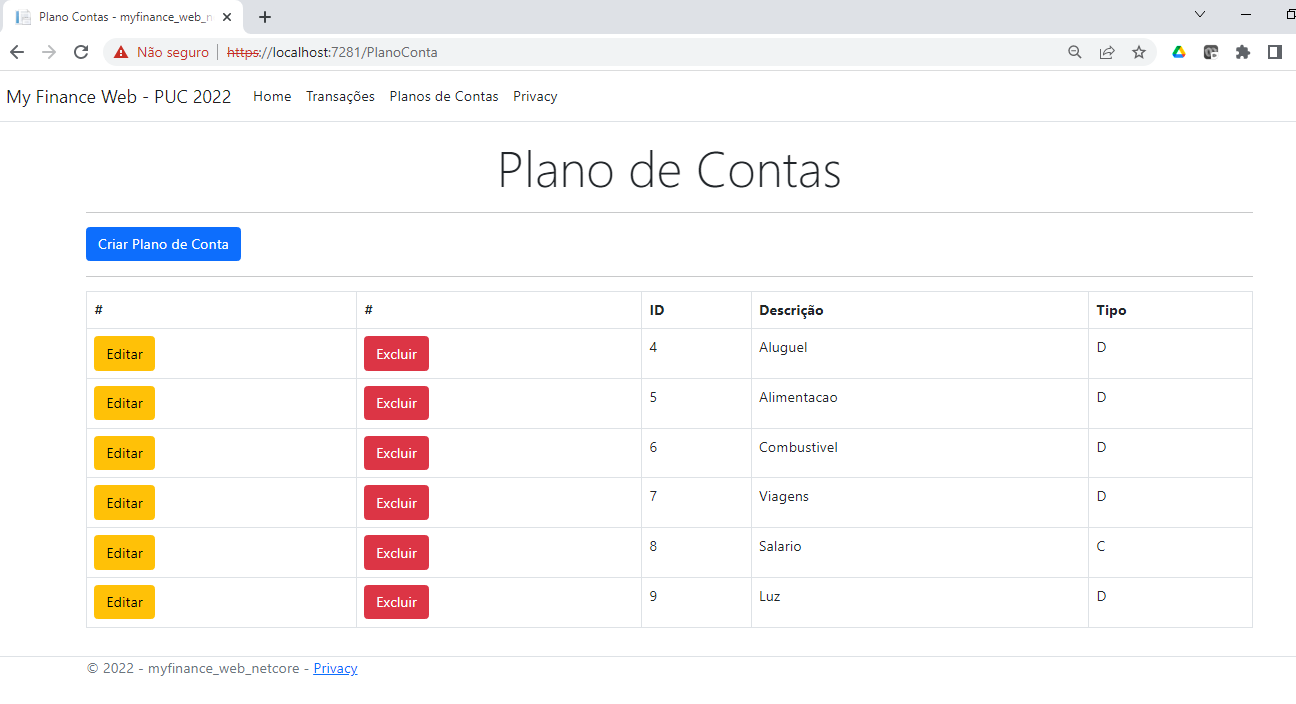 Plano Contas - myfinance_web_n
Não seguro https://localhost:7281/PlanoConta
My Finance Web - PUC 2022 Home Transações Planos de Contas Privacy
Plano de Contas
Criar Plano de Conta
# # ID Descrição Tipo
Editar Excluir 4 Aluguel D
Editar Excluir 5 Alimentacao D
Editar Excluir 6 Combustivel D
Editar Excluir 7 Viagens D
Editar Excluir 8 Salario C
Editar Excluir 9 Luz D
© 2022 - myfinance_web_netcore - Privacy